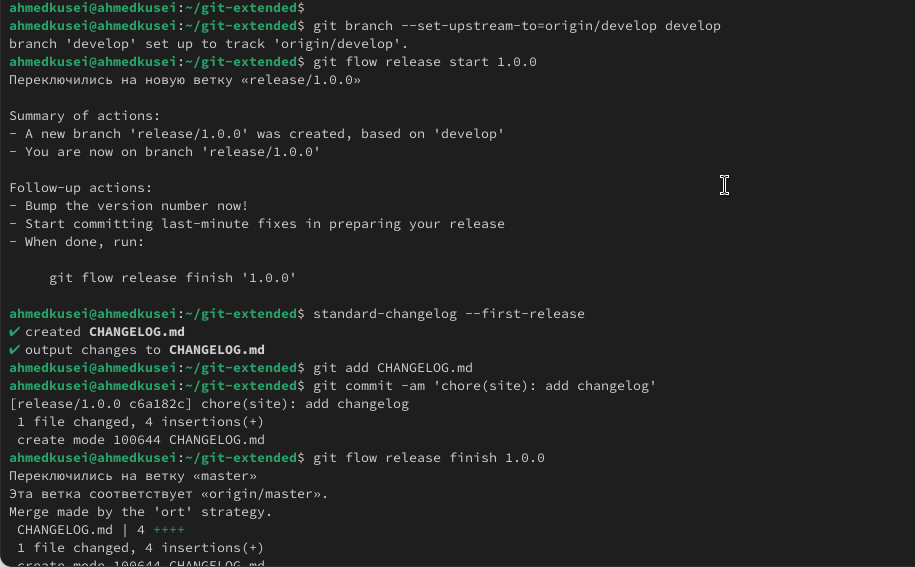 ahmedkusei@ahmedkusei:~/git-extended$
ahmedkusei@ahmedkusei:~/git-extended$ git branch --set-upstream-to=origin/develop develop
branch 'develop' set up to track 'origin/develop'.
ahmedkusei@ahmedkusei:~/git-extended$ git flow release start 1.0.0
Переключились на новую ветку «release/1.0.0»

Summary of actions:
- A new branch 'release/1.0.0' was created, based on 'develop'
- You are now on branch 'release/1.0.0'

Follow-up actions:
- Bump the version number now!
- Start committing last-minute fixes in preparing your release
- When done, run:

     git flow release finish '1.0.0'

ahmedkusei@ahmedkusei:~/git-extended$ standard-changelog --first-release
✔ created CHANGELOG.md
✔ output changes to CHANGELOG.md
ahmedkusei@ahmedkusei:~/git-extended$ git add CHANGELOG.md
ahmedkusei@ahmedkusei:~/git-extended$ git commit -am 'chore(site): add changelog'
[release/1.0.0 c6a182c] chore(site): add changelog
 1 file changed, 4 insertions(+)
 create mode 100644 CHANGELOG.md
ahmedkusei@ahmedkusei:~/git-extended$ git flow release finish 1.0.0
Переключились на ветку «master»
Эта ветка соответствует «origin/master».
Merge made by the 'ort' strategy.
 CHANGELOG.md | 4 ++++
 1 file changed, 4 insertions(+)
 create mode 100644 CHANGELOG.md